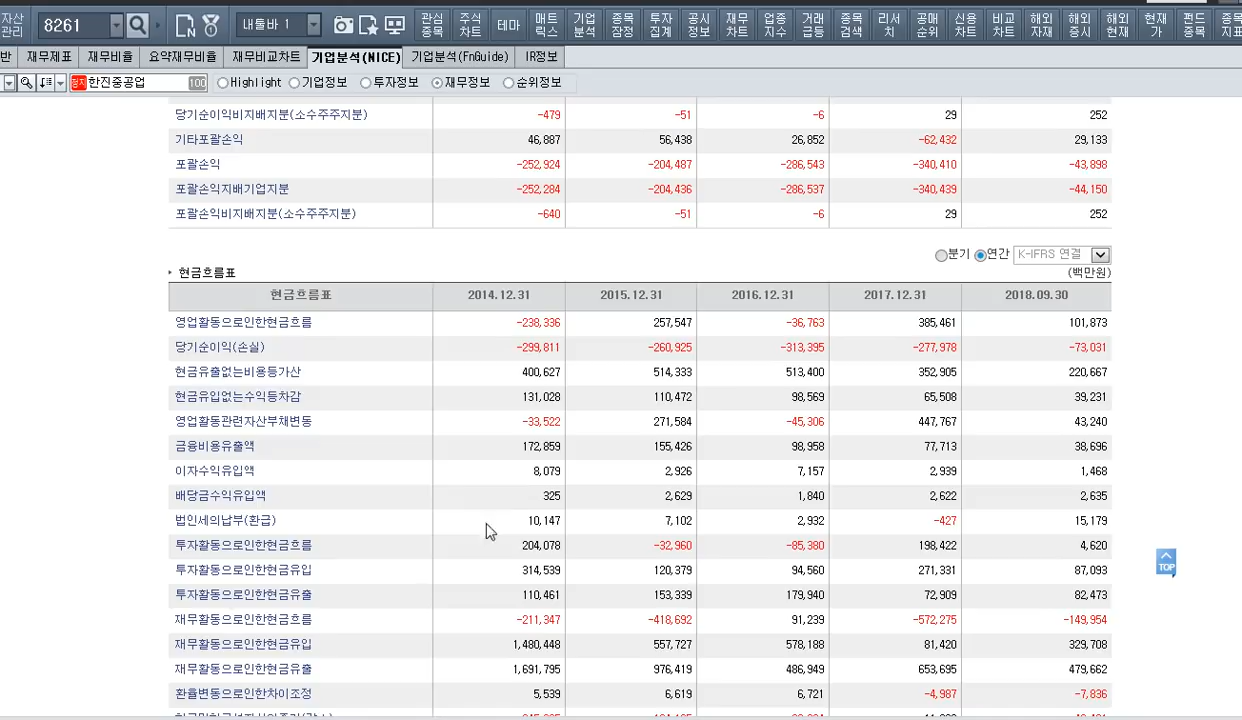 자산 관리 8261 내툴바 1 관심 종목 주식 차트 테마 매트 릭스 기업 분석 종목 잠정 투자 집계 공시 정보 재무 차트 업종 지수 거래 급등 종목 검색 리서 치 공매 순위 신용 차트 비교 차트 해외 자재 해외 증시 해외 현재 현재 가 펀드 종목 종목 지표
반 재무제표 재무비율 요약재무비율 재무비교차트 기업분석(NICE) 기업분석(FnGuide) IR정보
한진중공업 100 Highlight 기업정보 투자정보 재무정보 순위정보
당기순이익비지배지분(소수주주지분) -479 -51 -6 29 252
기타포괄손익 46,887 56,438 26,852 -62,432 29,133
포괄손익 -252,924 -204,487 -286,543 -340,410 -43,898
포괄손익지배기업지분 -252,284 -204,436 -286,537 -340,439 -44,150
포괄손익비지배지분(소수주주지분) -640 -51 -6 29 252
분기 연간 K-IFRS 연결
현금흐름표 (백만원)
현금흐름표 2014.12.31 2015.12.31 2016.12.31 2017.12.31 2018.09.30
영업활동으로인한현금흐름 -238,336 257,547 -36,763 385,461 101,873
당기순이익(손실) -299,811 -260,925 -313,395 -277,978 -73,031
현금유출없는비용등가산 400,627 514,333 513,400 352,905 220,667
현금유입없는수익등차감 131,028 110,472 98,569 65,508 39,231
영업활동관련자산부채변동 -33,522 271,584 -45,306 447,767 43,240
금융비용유출액 172,859 155,426 98,958 77,713 38,696
이자수익유입액 8,079 2,926 7,157 2,939 1,468
배당금수익유입액 325 2,629 1,840 2,622 2,635
법인세의납부(환급) 10,147 7,102 2,932 -427 15,179
투자활동으로인한현금흐름 204,078 -32,960 -85,380 198,422 4,620
투자활동으로인한현금유입 314,539 120,379 94,560 271,331 87,093
투자활동으로인한현금유출 110,461 153,339 179,940 72,909 82,473
재무활동으로인한현금흐름 -211,347 -418,692 91,239 -572,275 -149,954
재무활동으로인한현금유입 1,480,448 557,727 578,188 81,420 329,708
재무활동으로인한현금유출 1,691,795 976,419 486,949 653,695 479,662
환율변동으로인한차이조정 5,539 6,619 6,721 -4,987 -7,836
TOP